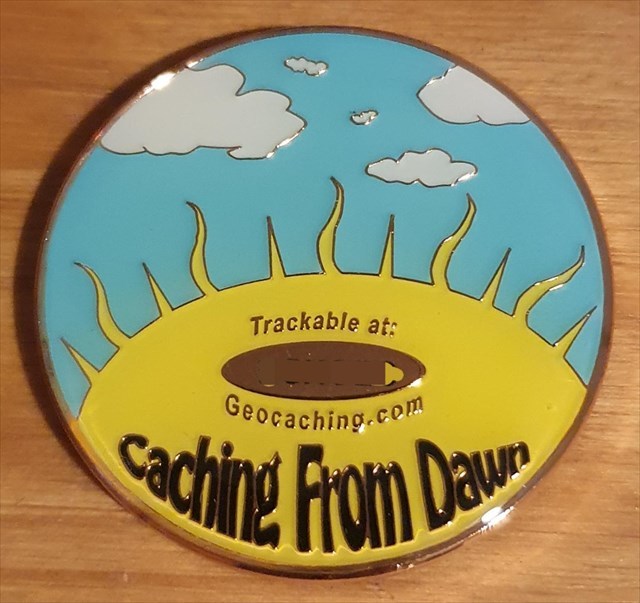 Trackable at:
Geocaching.com
Caching From Dawn